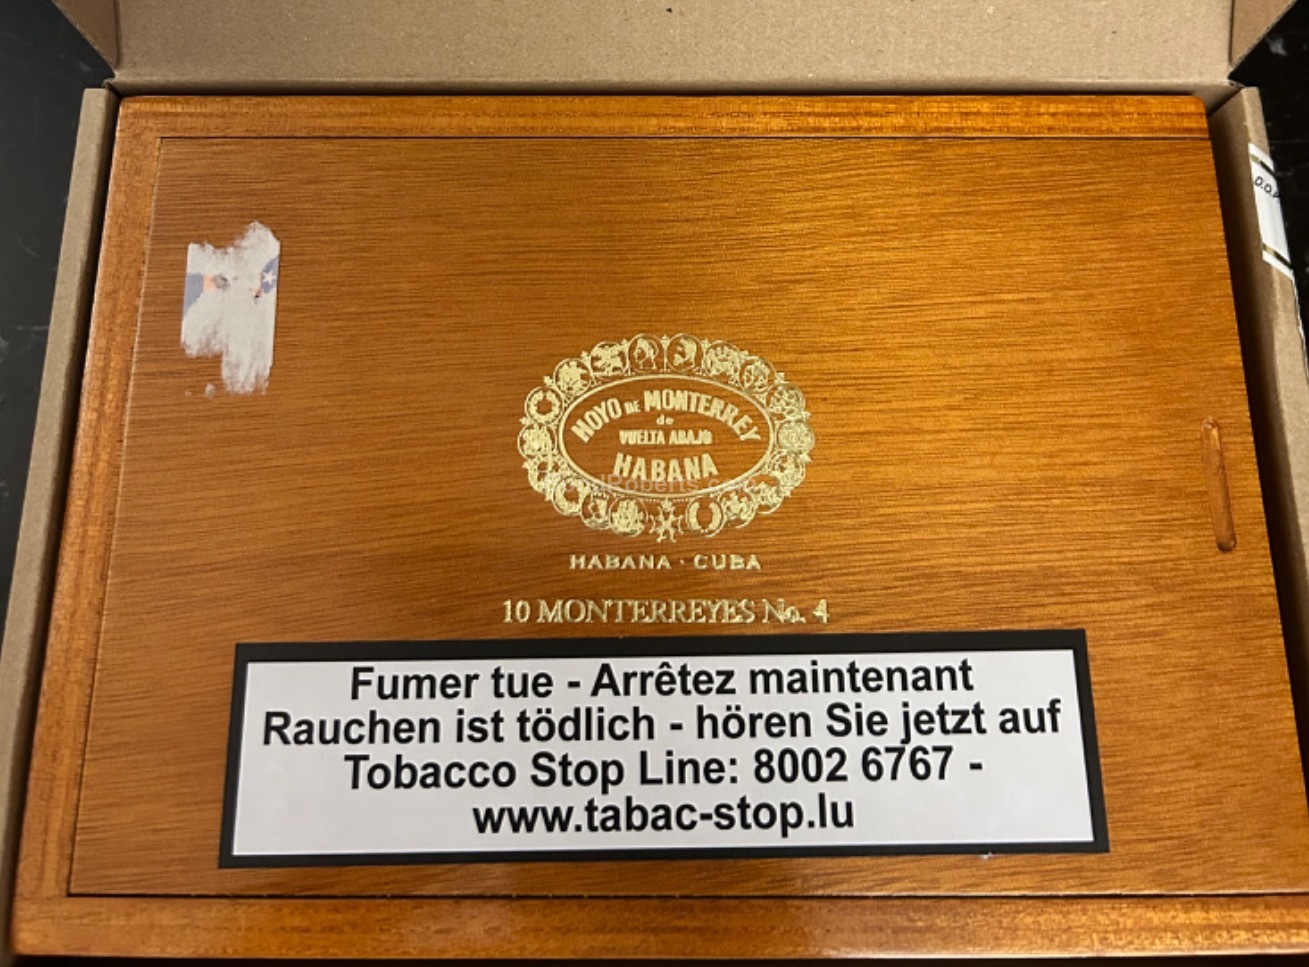 HOYO DE MONTERREY
de
VUELTA ABAJO
HABANA
HABANA · CUBA
10 MONTERREYES No. 4
Fumer tue - Arrêtez maintenant
Rauchen ist tödlich - hören Sie jetzt auf
Tobacco Stop Line: 8002 6767 -
www.tabac-stop.lu